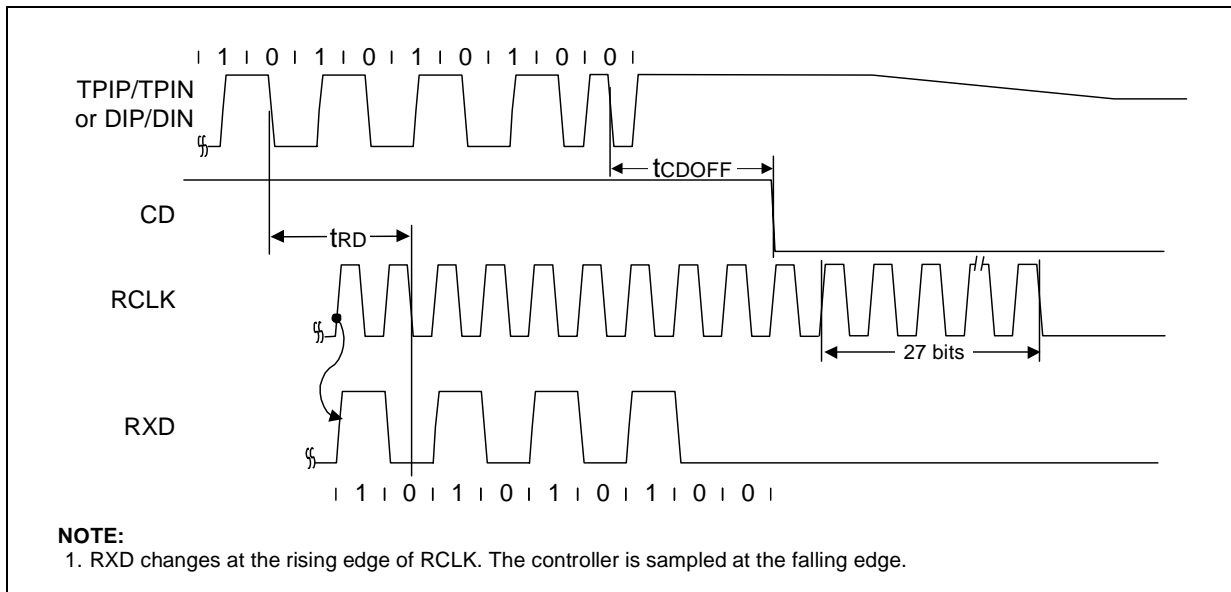 1 0 1 0 1 0 1 0 0
TPIP/TPIN
or DIP/DIN
tCDOFF
CD
tRD
RCLK
27 bits
RXD
1 0 1 0 1 0 1 0 0
NOTE:
1. RXD changes at the rising edge of RCLK. The controller is sampled at the falling edge.